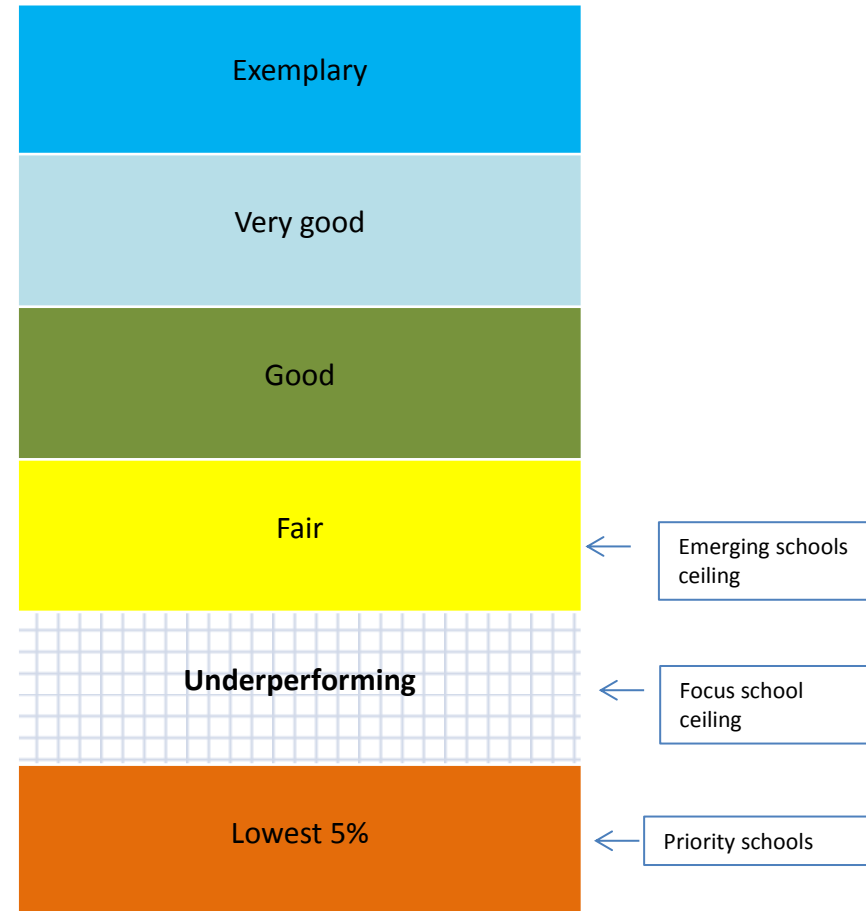 Exemplary
Very good
Good
Fair
Emerging schools
ceiling
Underperforming
Focus school
ceiling
Lowest 5%
Priority schools